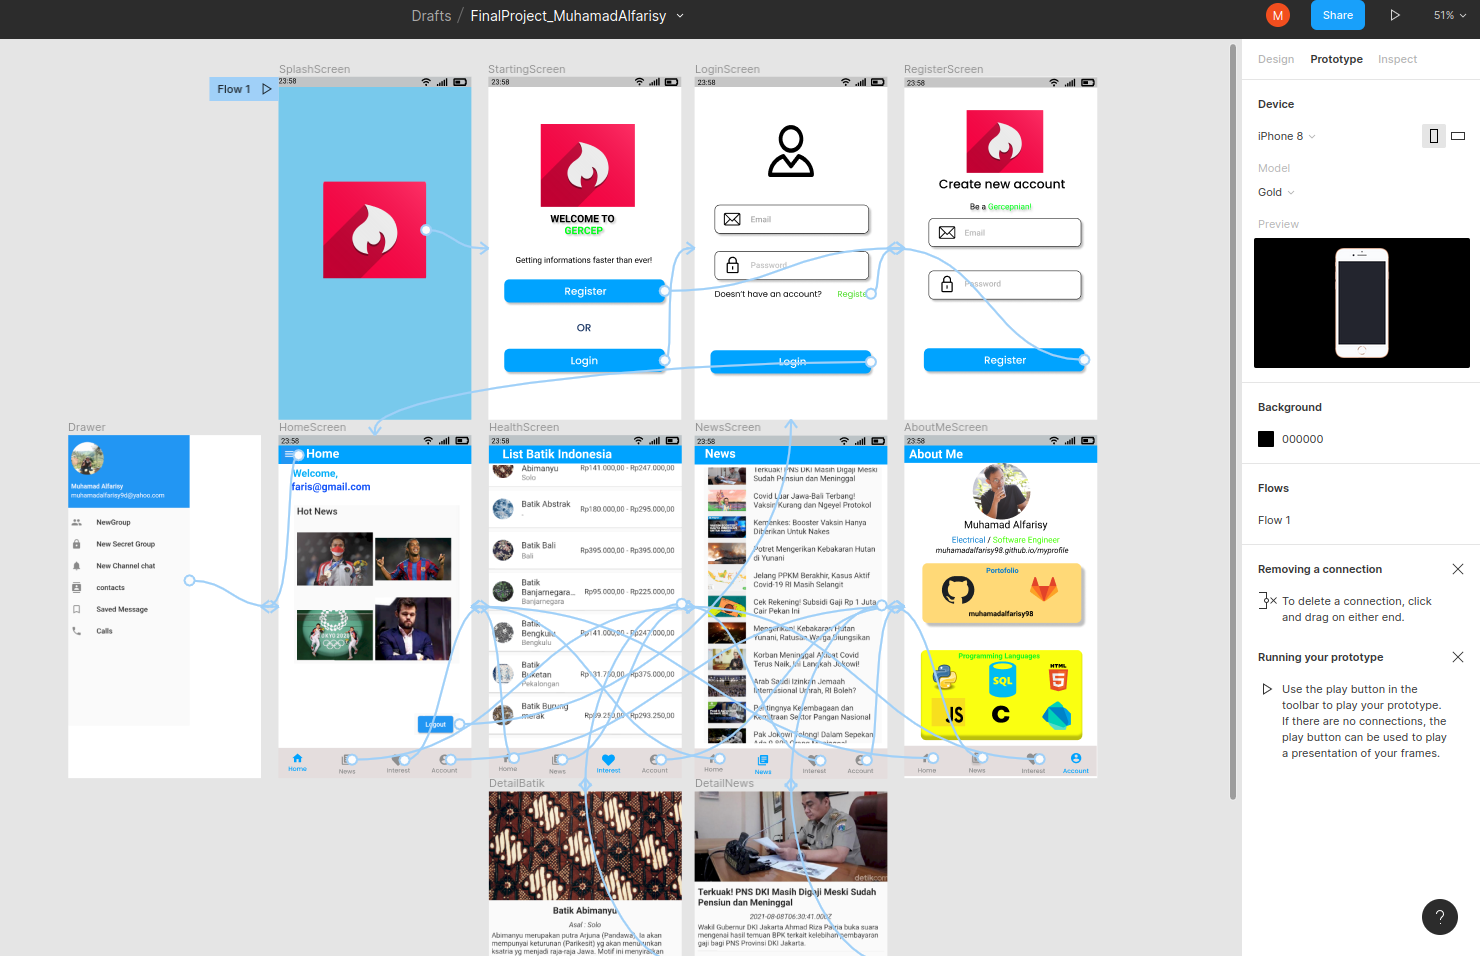 Drafts / FinalProject_MuhamadAlfarisy
M
Share
51%
Design Prototype Inspect
Device
iPhone 8
Model
Gold
Preview
Background
000000
Flows
Flow 1
Removing a connection
To delete a connection, click
and drag on either end.
Running your prototype
Use the play button in the
toolbar to play your prototype.
If there are no connections, the
play button can be used to play
a presentation of your frames.
?
Flow 1
SplashScreen
23:58
StartingScreen
23:58
WELCOME TO
GERCEP
Getting informations faster than ever!
Register
OR
Login
LoginScreen
23:58
Email
Password
Doesn't have an account?
Login
RegisterScreen
23:58
Create new account
Be a Gercepnian!
Email
Password
Register
Drawer
Muhamad Alfarisy
muhamadalfarisy9d@yahoo.com
NewGroup
New Secret Group
New Channel chat
contacts
Saved Message
Calls
HomeScreen
23:58
Home
Welcome,
faris@gmail.com
Hot News
TOKYO 2020
Logout
Home News Interest Account
HealthScreen
23:58
List Batik Indonesia
Abimanyu
Rp141.000,00 - Rp247.000,00
Solo
Batik Abstrak
Rp180.000,00 - Rp295.000,00
-
Batik Bali
Rp395.000,00 - Rp395.000,00
Bali
Batik
Banjarnegara...
Rp95.000,00 - Rp225.000,00
Banjarnegara
Batik
Bengkulu
Rp141.000,00 - Rp247.000,00
Bengkulu
Batik
Buketan
Rp375.000,00
Pekalongan
Batik Burung
merak
Rp293.250,00
Home News Interest Account
NewsScreen
23:58
News
Terkuak! PNS DKI Masih Digaji Meski
Sudah Pensiun dan Meninggal
Covid Luar Jawa-Bali Terbang!
Vaksin Kurang dan Ngeyel Protokol
Kemenkes: Booster Vaksin Hanya
Diberikan Untuk Nakes
Potret Mengerikan Kebakaran Hutan
di Yunani
Jelang PPKM Berakhir, Kasus Aktif
Covid-19 RI Masih Selangit
Cek Rekening! Subsidi Gaji Rp 1 Juta
Cair Pekan Ini
Mengerikan! Kebakaran Hutan
Yunani, Ratusan Warga Diungsikan
Korban Meninggal Akibat Covid
Terus Naik, Ini Langkah Jokowi!
Arab Saudi Izinkan Jemaah
Internasional Umrah, RI Boleh?
Pentingnya Kelembagaan dan
Kemitraan Sektor Pangan Nasional
Pak Jokowi Tolong! Dalam Sepekan
Home News Interest Account
AboutMeScreen
23:58
About Me
Muhamad Alfarisy
Electrical / Software Engineer
muhamadalfarisy98.github.io/myprofile
Portofolio
muhamadalfarisy98
Programming Languages
SQL
HTML
5
JS
C
Home News Interest Account
DetailBatik
Batik Abimanyu
Asal : Solo
Abimanyu merupakan putra Arjuna (Pandawa). Ia akan
mempunyai keturunan (Parikesit) yg akan menurunkan
ksatria yg menjadi raja-raja Jawa. Motif ini menyiratkan
DetailNews
detikcom
Terkuak! PNS DKI Masih Digaji Meski Sudah
Pensiun dan Meninggal
2021-08-08T06:30:41.000Z
Wakil Gubernur DKI Jakarta Ahmad Riza Patria buka suara
mengenai hasil temuan BPK terkait kelebihan pembayaran
gaji bagi PNS Provinsi DKI Jakarta.